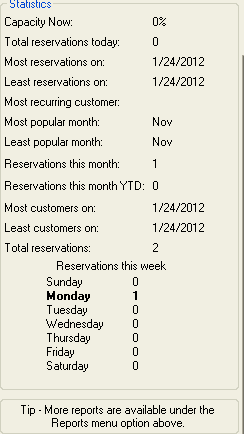 Statistics
Capacity Now: 0%
Total reservations today: 0
Most reservations on: 1/24/2012
Least reservations on: 1/24/2012
Most recurring customer:
Most popular month: Nov
Least popular month: Nov
Reservations this month: 1
Reservations this month YTD: 0
Most customers on: 1/24/2012
Least customers on: 1/24/2012
Total reservations: 2
Reservations this week
Sunday 0
Monday 1
Tuesday 0
Wednesday 0
Thursday 0
Friday 0
Saturday 0
Tip - More reports are available under the
Reports menu option above.